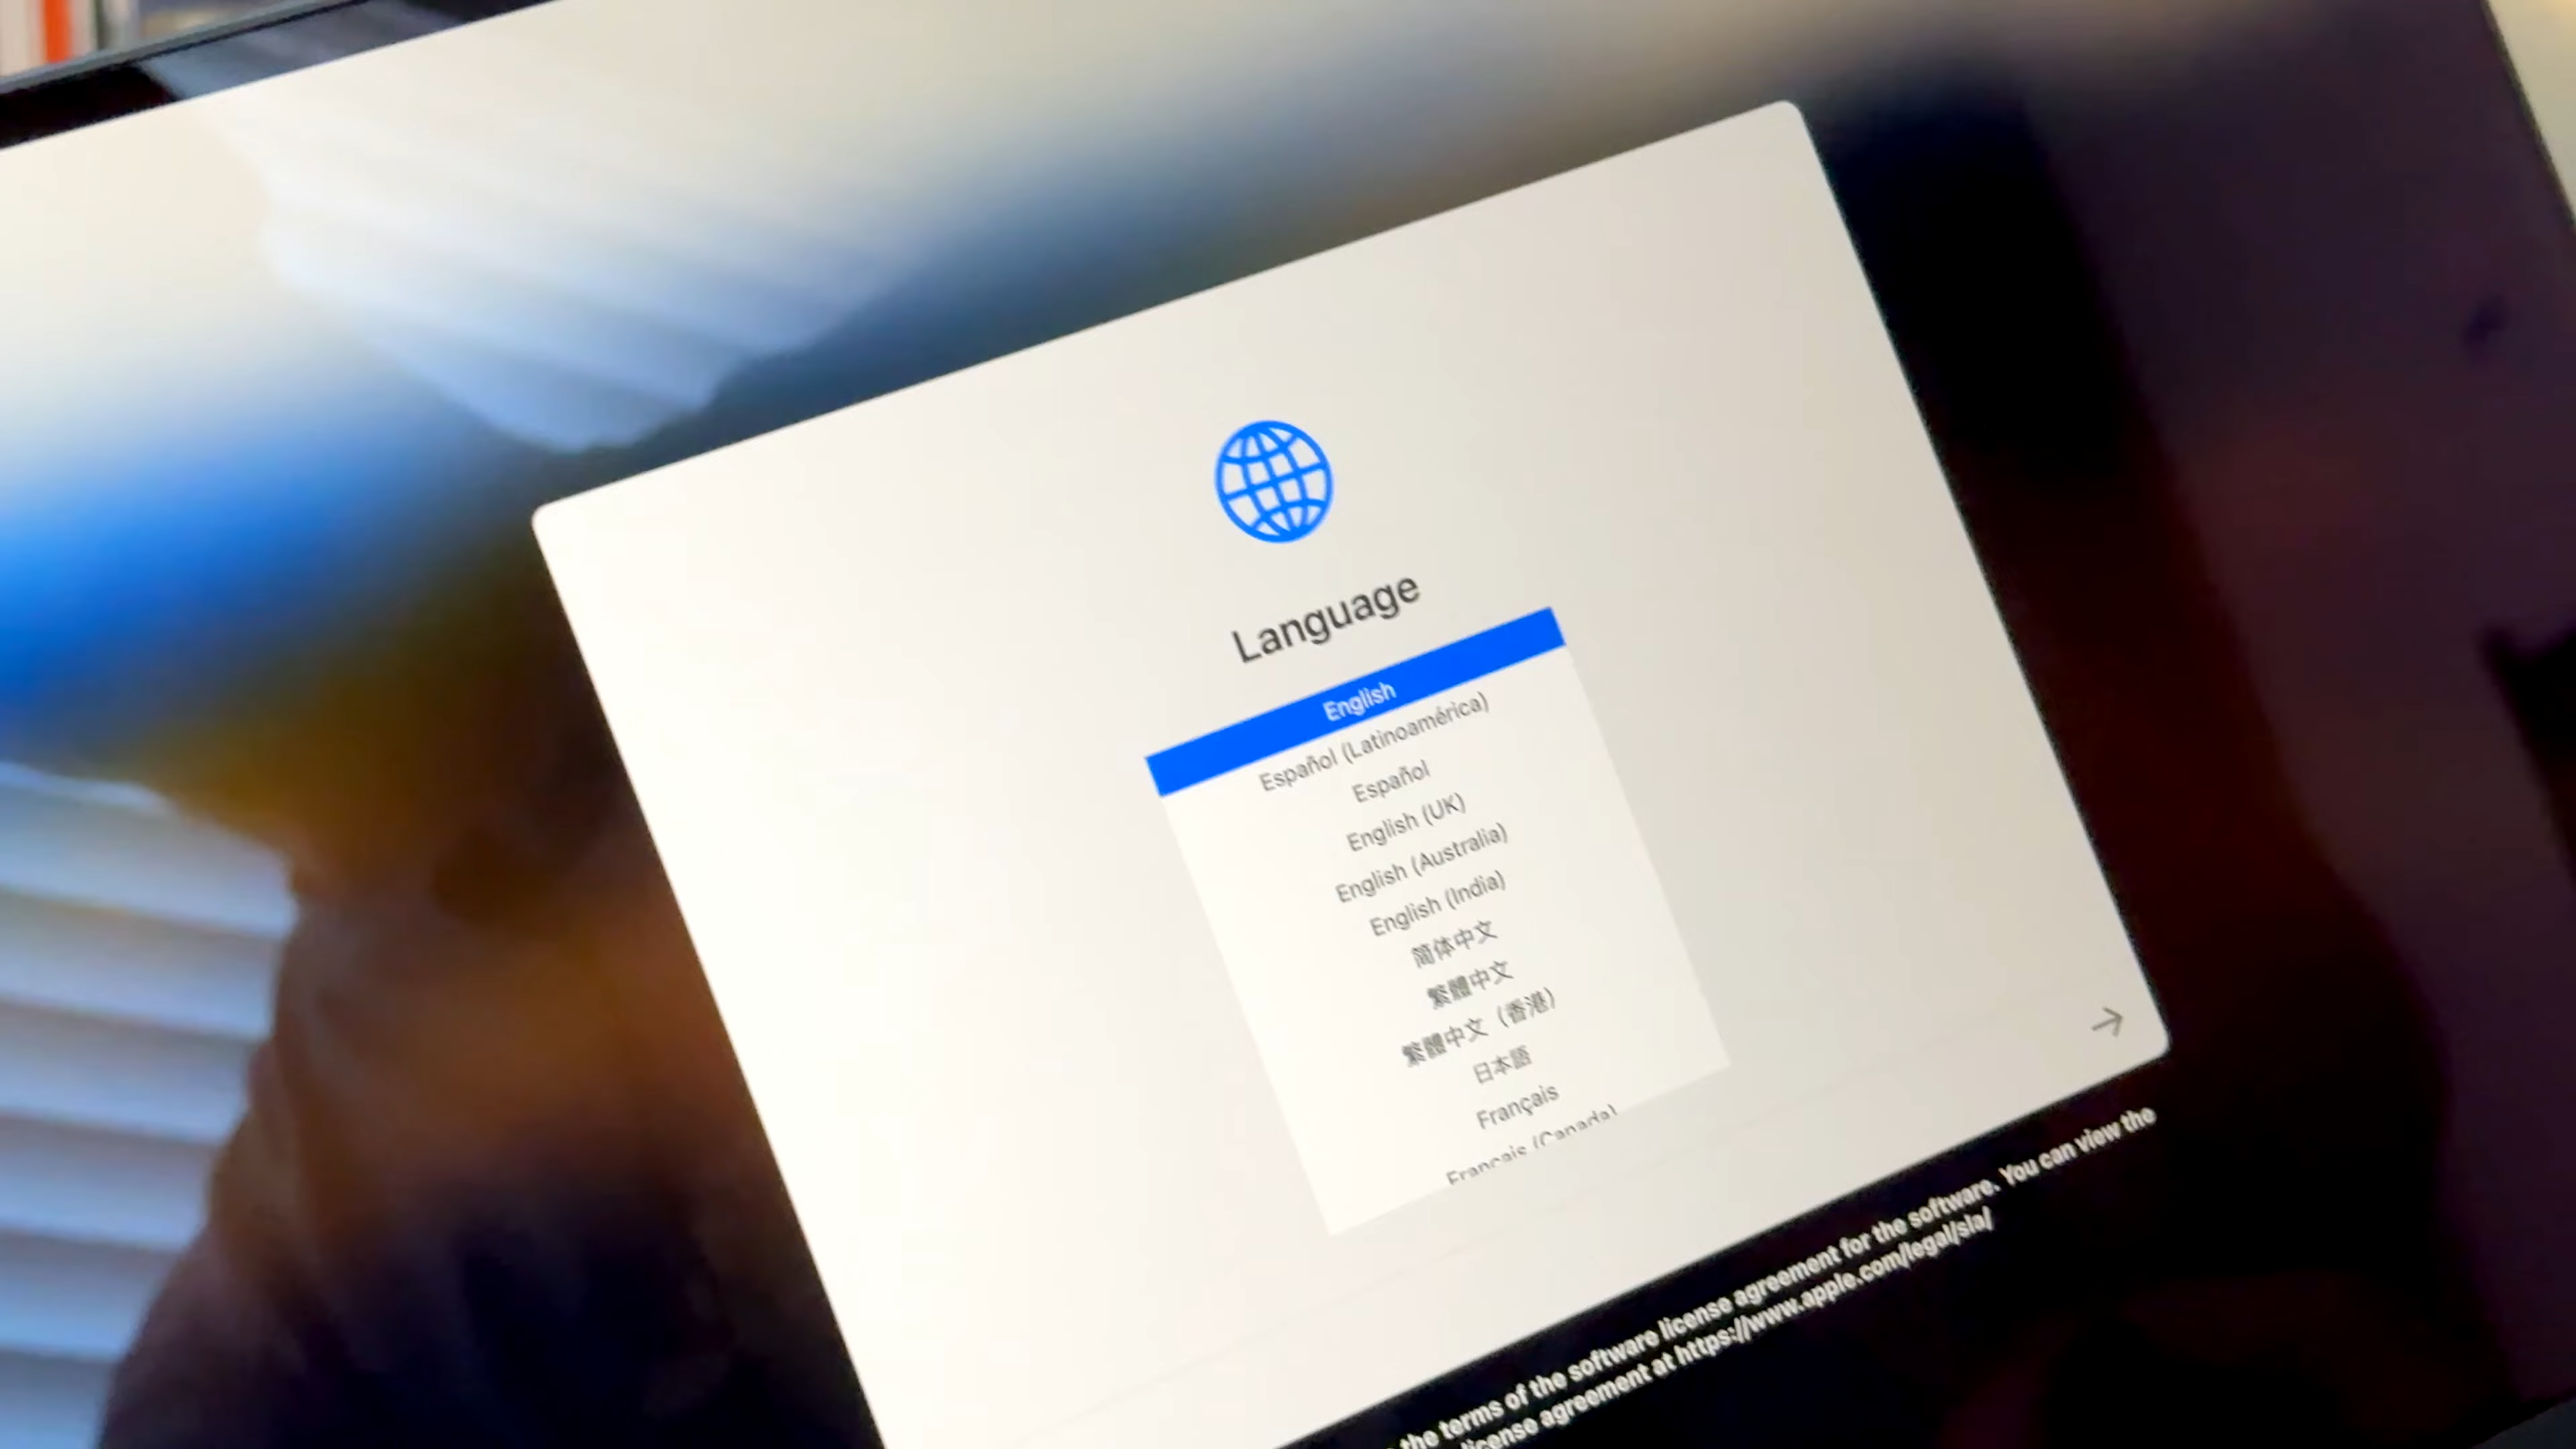 Language
English
Español (Latinoamérica)
Español
English (UK)
English (Australia)
English (India)
简体中文
繁體中文
繁體中文（香港）
日本語
Français
Français (Canada)
the terms of the software license agreement for the software. You can view the
license agreement at https://www.apple.com/legal/sla/